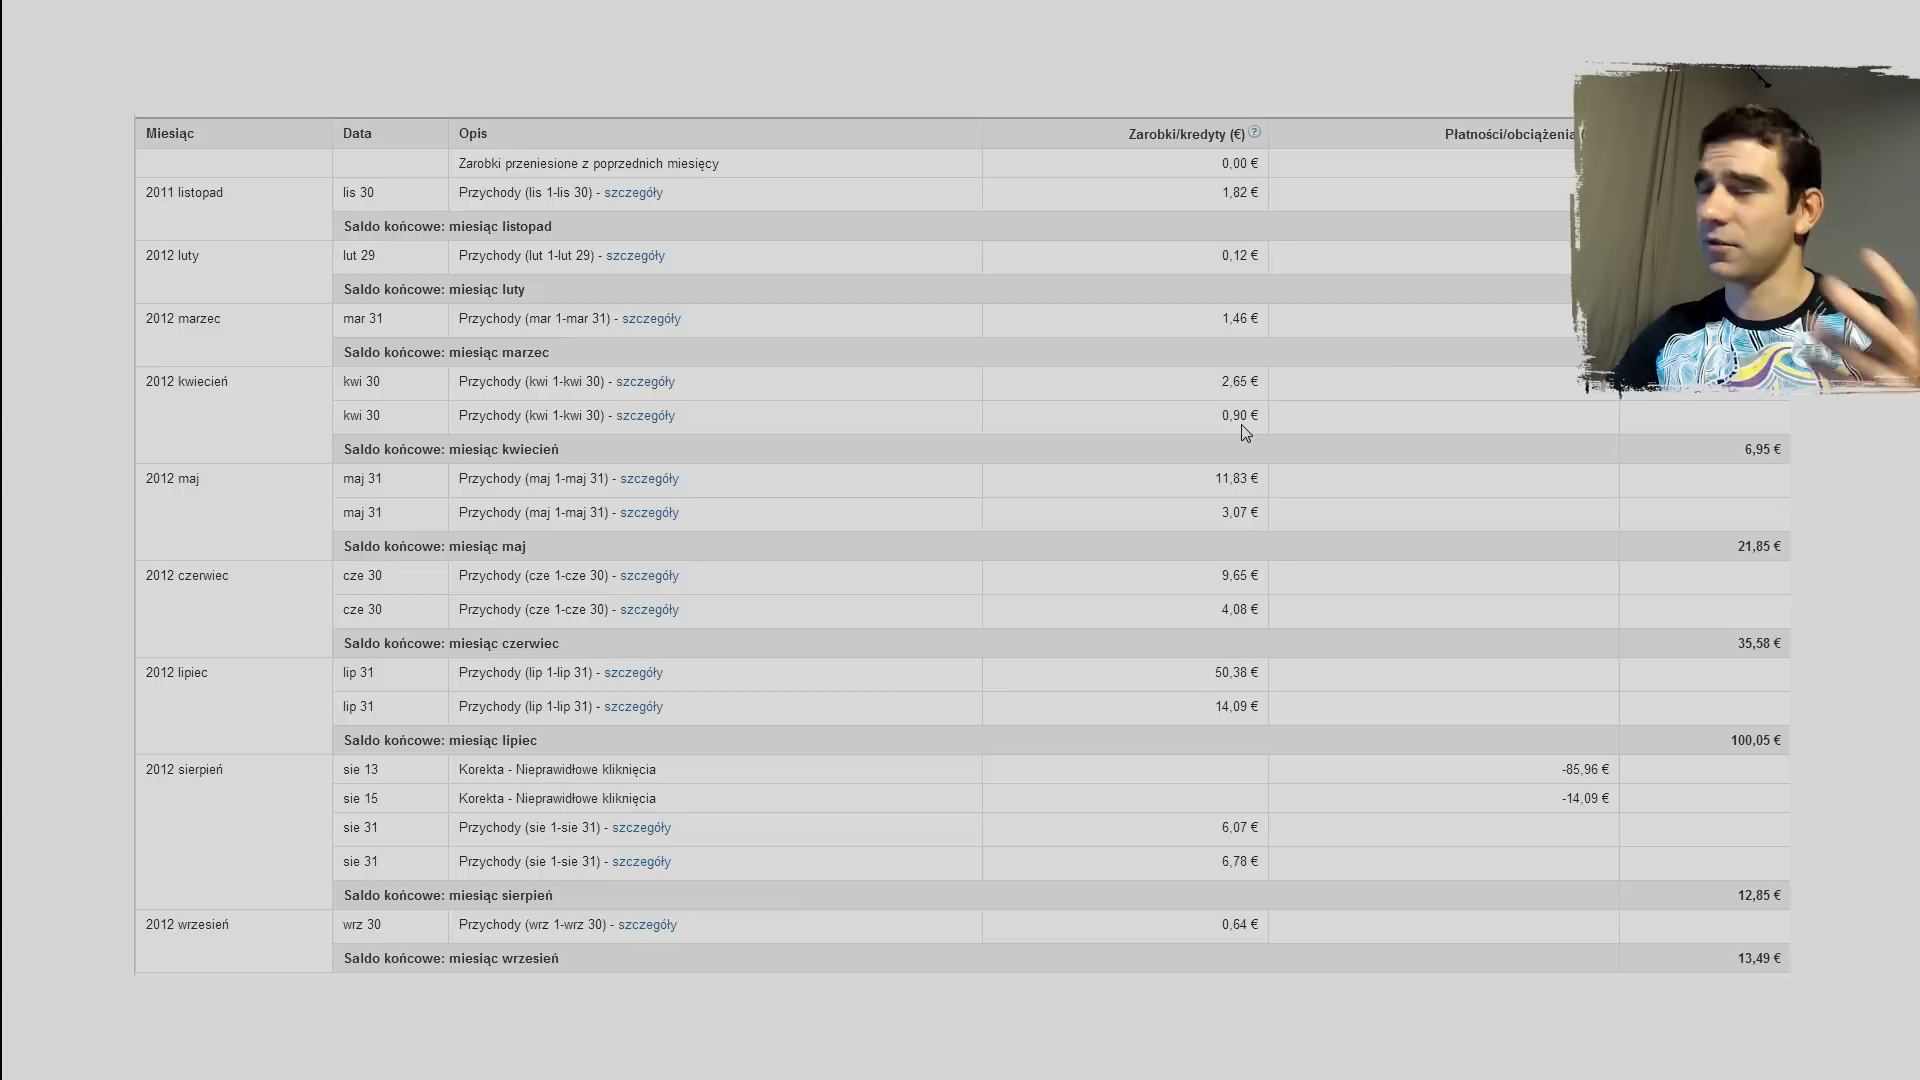 Miesiąc Data Opis Zarobki/kredyty (€) ? Płatności/obciążenia (
Zarobki przeniesione z poprzednich miesięcy 0,00 €
2011 listopad lis 30 Przychody (lis 1-lis 30) - szczegóły 1,82 €
Saldo końcowe: miesiąc listopad
2012 luty lut 29 Przychody (lut 1-lut 29) - szczegóły 0,12 €
Saldo końcowe: miesiąc luty
2012 marzec mar 31 Przychody (mar 1-mar 31) - szczegóły 1,46 €
Saldo końcowe: miesiąc marzec
2012 kwiecień kwi 30 Przychody (kwi 1-kwi 30) - szczegóły 2,65 €
kwi 30 Przychody (kwi 1-kwi 30) - szczegóły 0,90 €
Saldo końcowe: miesiąc kwiecień 6,95 €
2012 maj maj 31 Przychody (maj 1-maj 31) - szczegóły 11,83 €
maj 31 Przychody (maj 1-maj 31) - szczegóły 3,07 €
Saldo końcowe: miesiąc maj 21,85 €
2012 czerwiec cze 30 Przychody (cze 1-cze 30) - szczegóły 9,65 €
cze 30 Przychody (cze 1-cze 30) - szczegóły 4,08 €
Saldo końcowe: miesiąc czerwiec 35,58 €
2012 lipiec lip 31 Przychody (lip 1-lip 31) - szczegóły 50,38 €
lip 31 Przychody (lip 1-lip 31) - szczegóły 14,09 €
Saldo końcowe: miesiąc lipiec 100,05 €
2012 sierpień sie 13 Korekta - Nieprawidłowe kliknięcia -85,96 €
sie 15 Korekta - Nieprawidłowe kliknięcia -14,09 €
sie 31 Przychody (sie 1-sie 31) - szczegóły 6,07 €
sie 31 Przychody (sie 1-sie 31) - szczegóły 6,78 €
Saldo końcowe: miesiąc sierpień 12,85 €
2012 wrzesień wrz 30 Przychody (wrz 1-wrz 30) - szczegóły 0,64 €
Saldo końcowe: miesiąc wrzesień 13,49 €